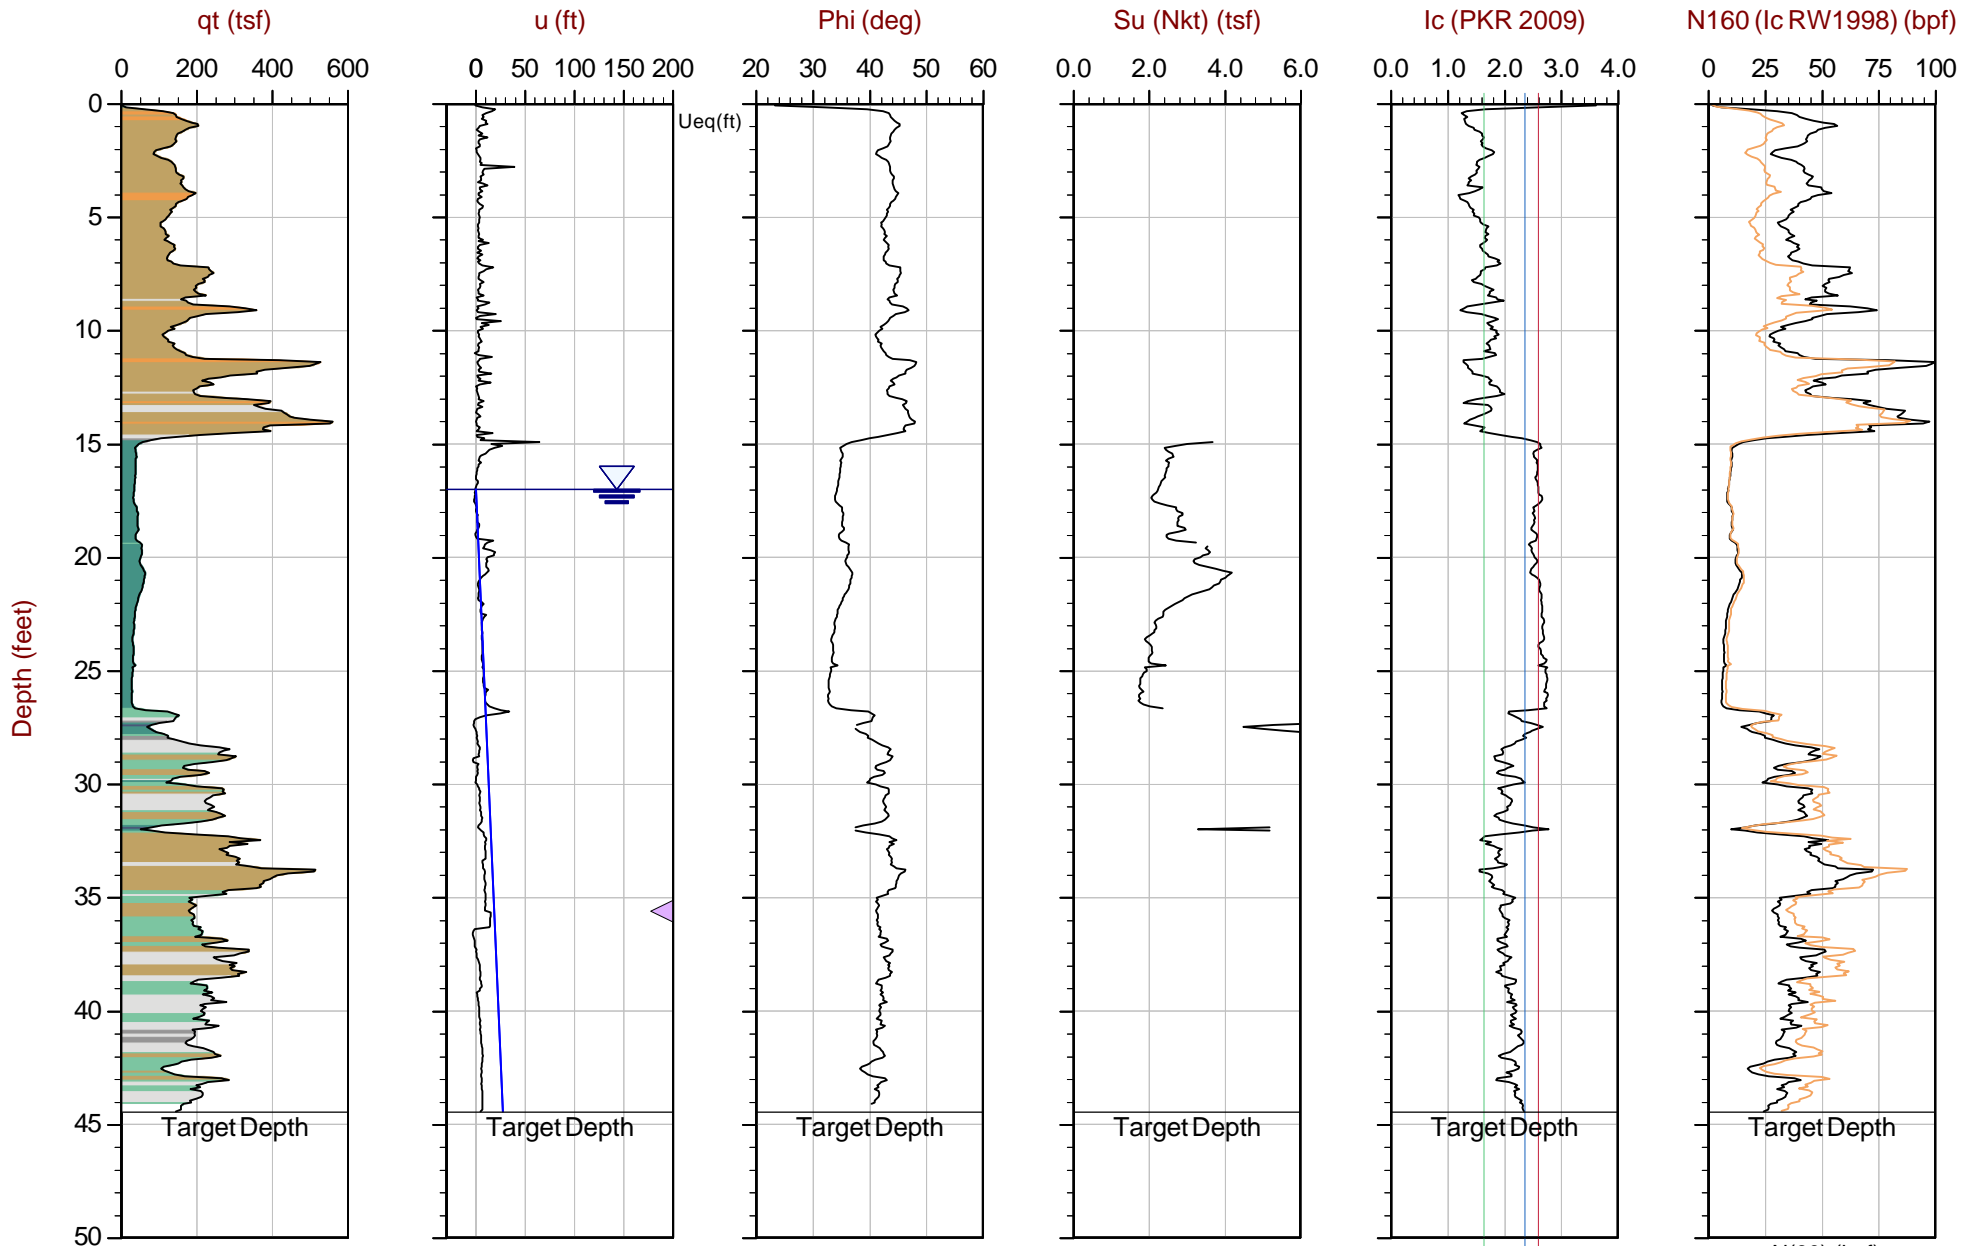 qt (tsf) u (ft) Phi (deg) Su (Nkt) (tsf) Ic (PKR 2009) N160 (Ic RW1998) (bpf)
0 200 400 600 0 50 100 150 200 20 30 40 50 60 0.0 2.0 4.0 6.0 0.0 1.0 2.0 3.0 4.0 0 25 50 75 100
0
Ueq(ft)
5
10
15
20
25
Depth (feet)
30
35
40
45
Target Depth Target Depth Target Depth Target Depth Target Depth Target Depth
50